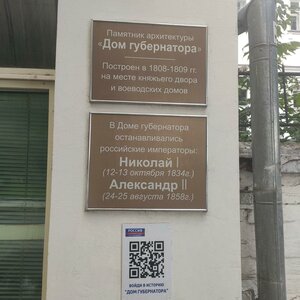 Памятник архитектуры
«Дом губернатора»
Построен в 1808-1809 гг.
на месте княжьего двора
и воеводских домов
В Доме губернатора
останавливались
российские императоры:
Николай I
(12-13 октября 1834г.)
Александр II
(24-25 августа 1858г.)
РОССИЯ
ВОЙДИ В ИСТОРИЮ
"ДОМ ГУБЕРНАТОРА"